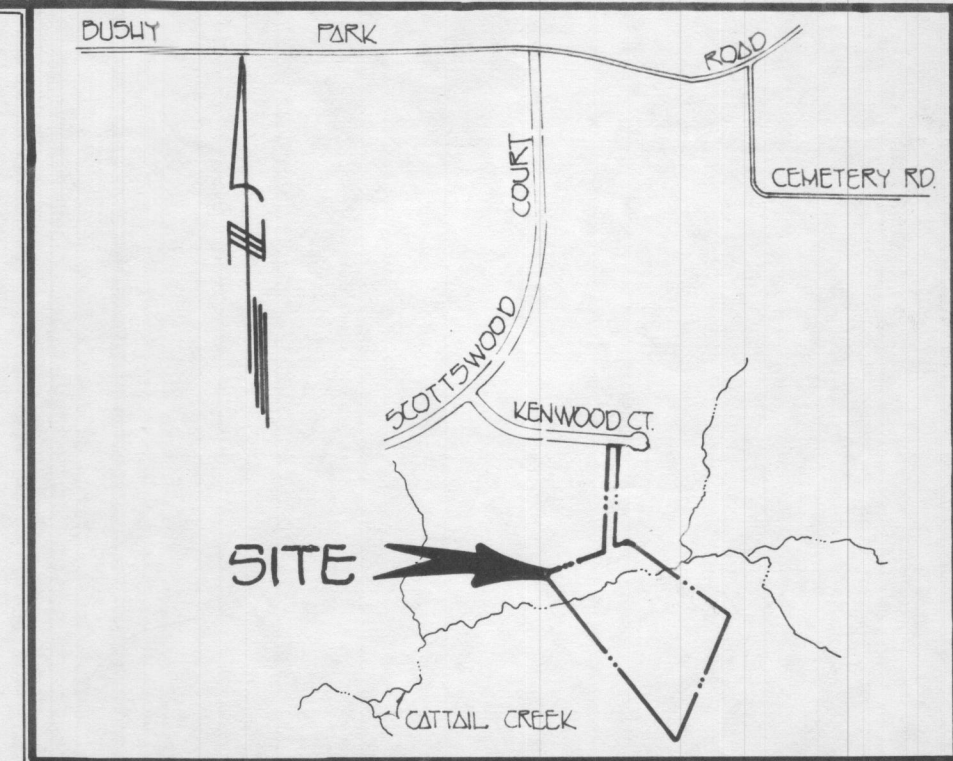 BUSHY PARK ROAD
COURT
CEMETERY RD.
N
SCOTTSWOOD
KENWOOD CT.
SITE
CATTAIL CREEK